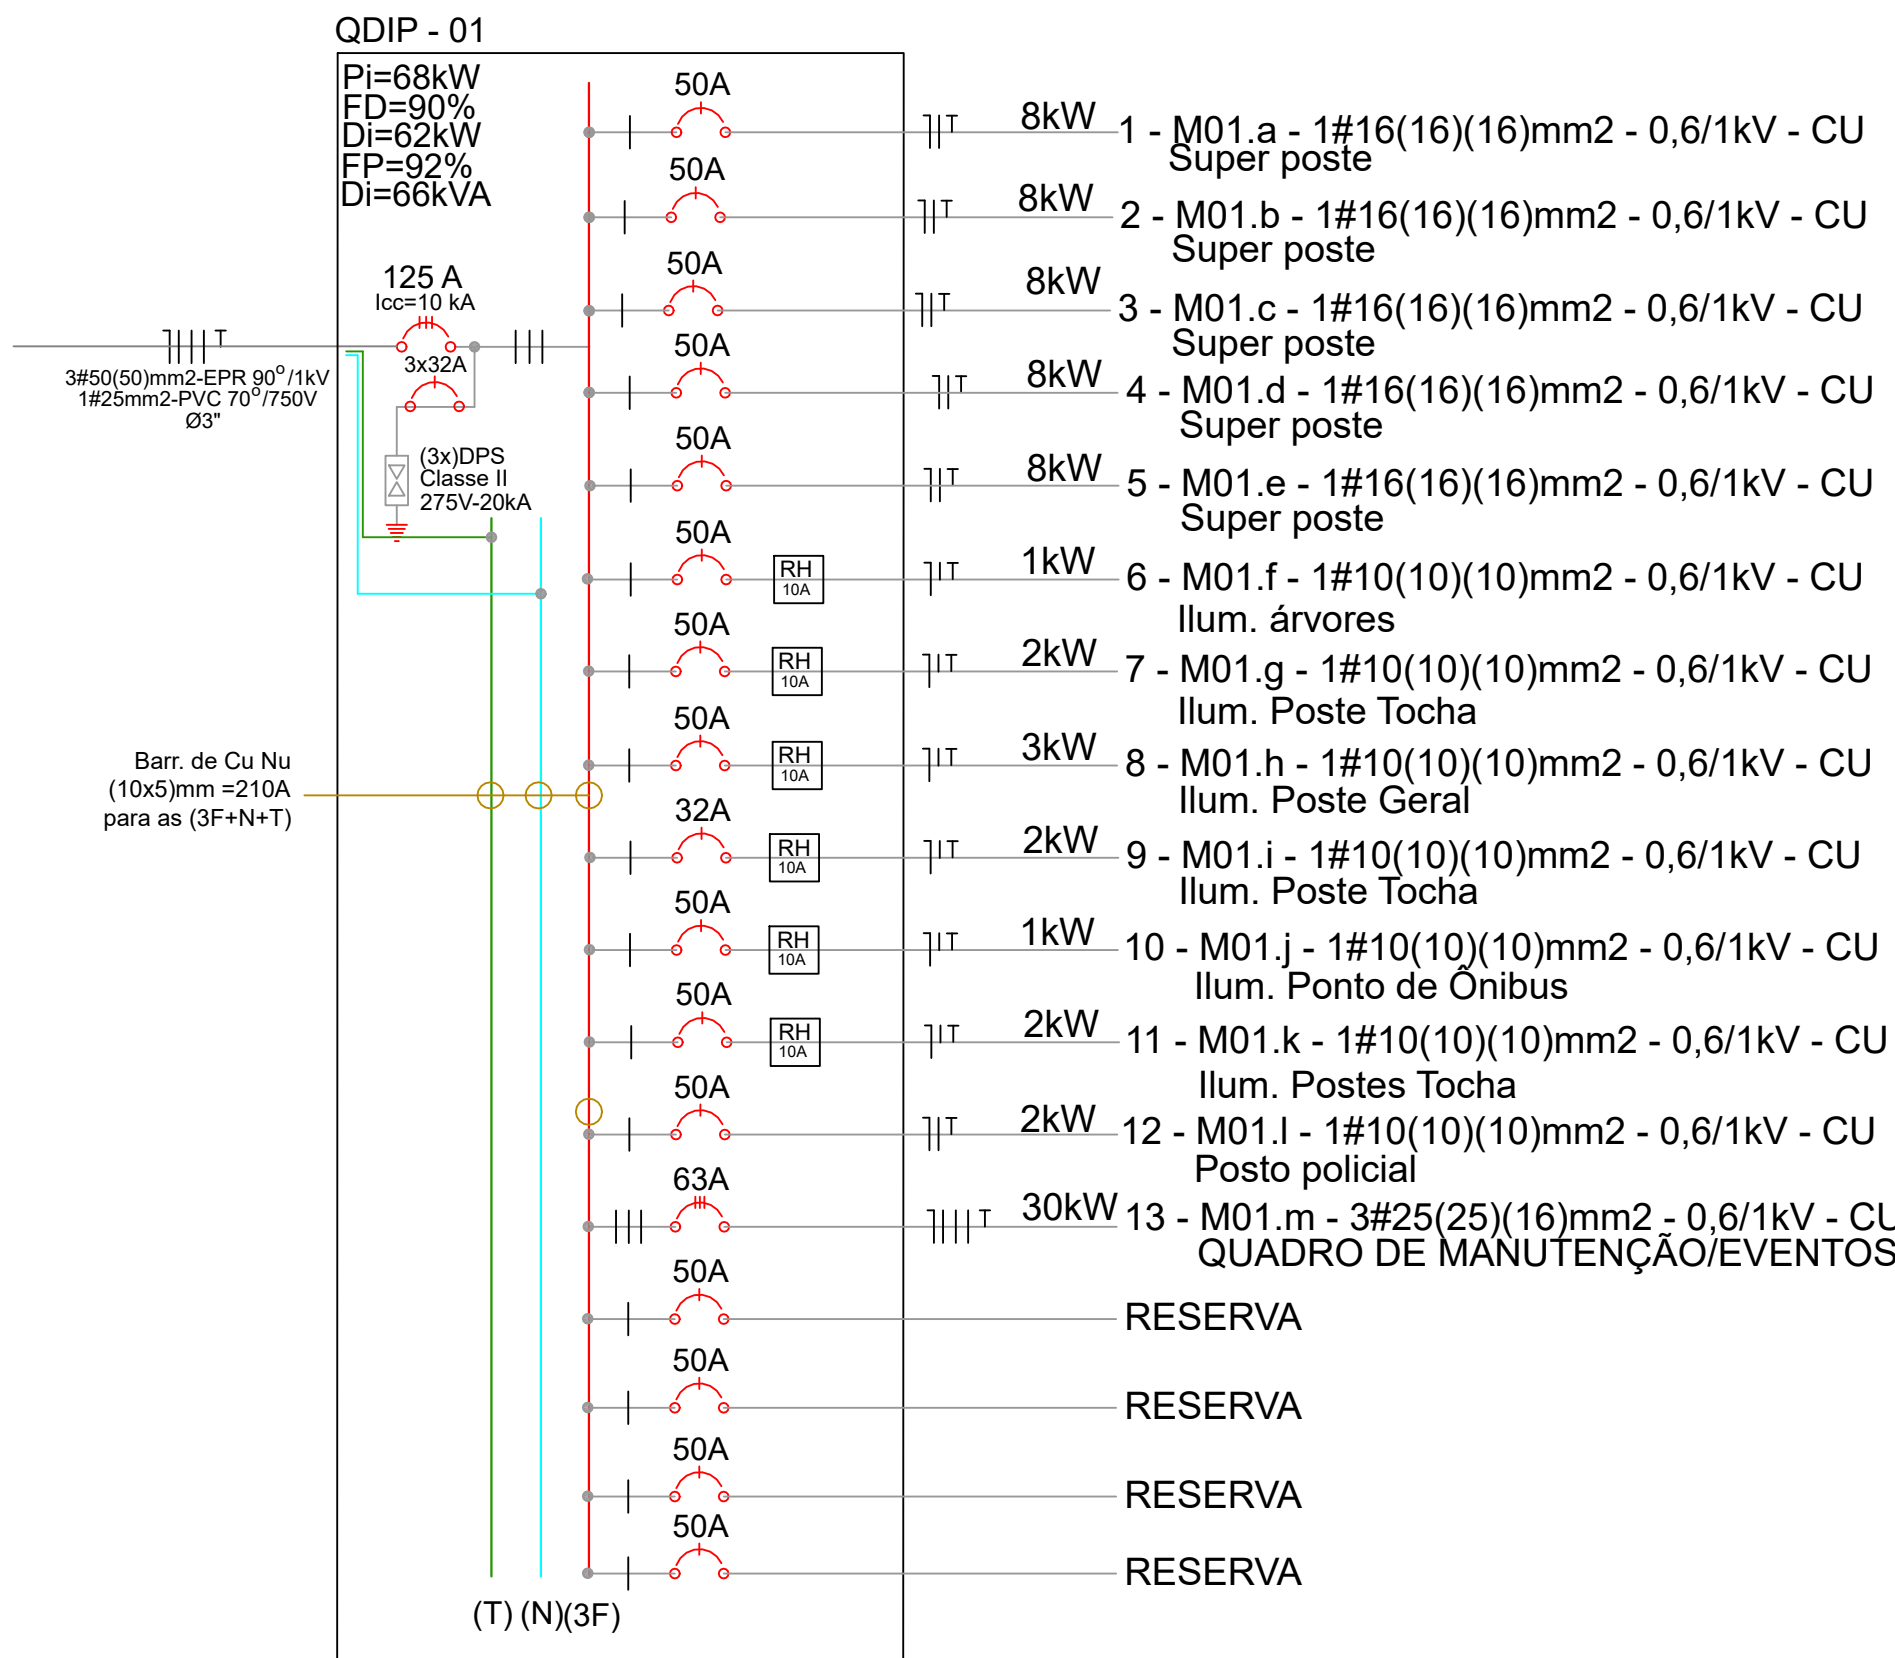 QDIP - 01
Pi=68kW
FD=90%
Di=62kW
FP=92%
Di=66kVA
125 A
Icc=10 kA
3x32A
3#50(50)mm2-EPR 90°/1kV
1#25mm2-PVC 70°/750V
Ø3"
(3x)DPS
Classe II
275V-20kA
Barr. de Cu Nu
(10x5)mm =210A
para as (3F+N+T)
50A
T
8kW
1 - M01.a - 1#16(16)(16)mm2 - 0,6/1kV - CU
Super poste
50A
T
8kW
2 - M01.b - 1#16(16)(16)mm2 - 0,6/1kV - CU
Super poste
50A
T
8kW
3 - M01.c - 1#16(16)(16)mm2 - 0,6/1kV - CU
Super poste
T
50A
T
8kW
4 - M01.d - 1#16(16)(16)mm2 - 0,6/1kV - CU
Super poste
50A
T
8kW
5 - M01.e - 1#16(16)(16)mm2 - 0,6/1kV - CU
Super poste
50A
RH
10A
T
1kW
6 - M01.f - 1#10(10)(10)mm2 - 0,6/1kV - CU
Ilum. árvores
50A
RH
10A
T
2kW
7 - M01.g - 1#10(10)(10)mm2 - 0,6/1kV - CU
Ilum. Poste Tocha
50A
RH
10A
T
3kW
8 - M01.h - 1#10(10)(10)mm2 - 0,6/1kV - CU
Ilum. Poste Geral
32A
RH
10A
T
2kW
9 - M01.i - 1#10(10)(10)mm2 - 0,6/1kV - CU
Ilum. Poste Tocha
50A
RH
10A
T
1kW
10 - M01.j - 1#10(10)(10)mm2 - 0,6/1kV - CU
Ilum. Ponto de Ônibus
50A
RH
10A
T
2kW
11 - M01.k - 1#10(10)(10)mm2 - 0,6/1kV - CU
Ilum. Postes Tocha
50A
T
2kW
12 - M01.l - 1#10(10)(10)mm2 - 0,6/1kV - CU
Posto policial
63A
T
30kW
13 - M01.m - 3#25(25)(16)mm2 - 0,6/1kV - CU
QUADRO DE MANUTENÇÃO/EVENTOS
50A
RESERVA
50A
RESERVA
50A
RESERVA
50A
RESERVA
(T) (N)(3F)